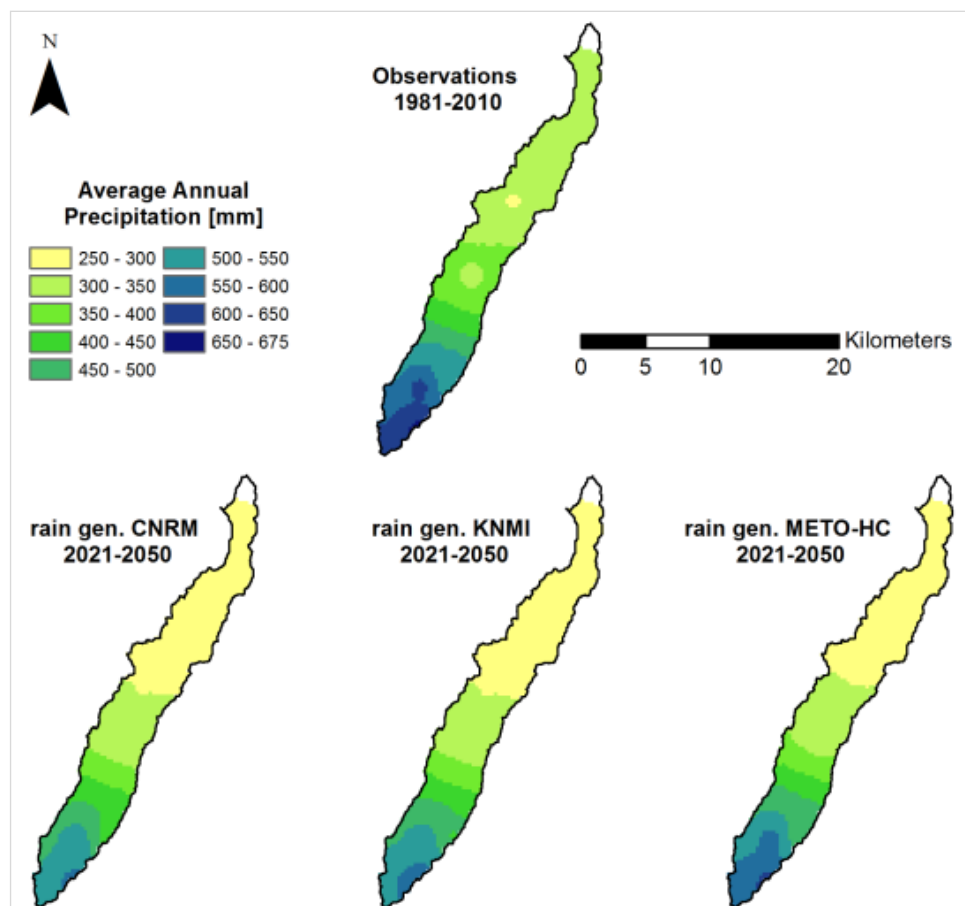 N
Observations
1981-2010
Average Annual
Precipitation [mm]
250 - 300
500 - 550
300 - 350
550 - 600
350 - 400
600 - 650
400 - 450
650 - 675
450 - 500
Kilometers
0 5 10 20
rain gen. CNRM
2021-2050
rain gen. KNMI
2021-2050
rain gen. METO-HC
2021-2050